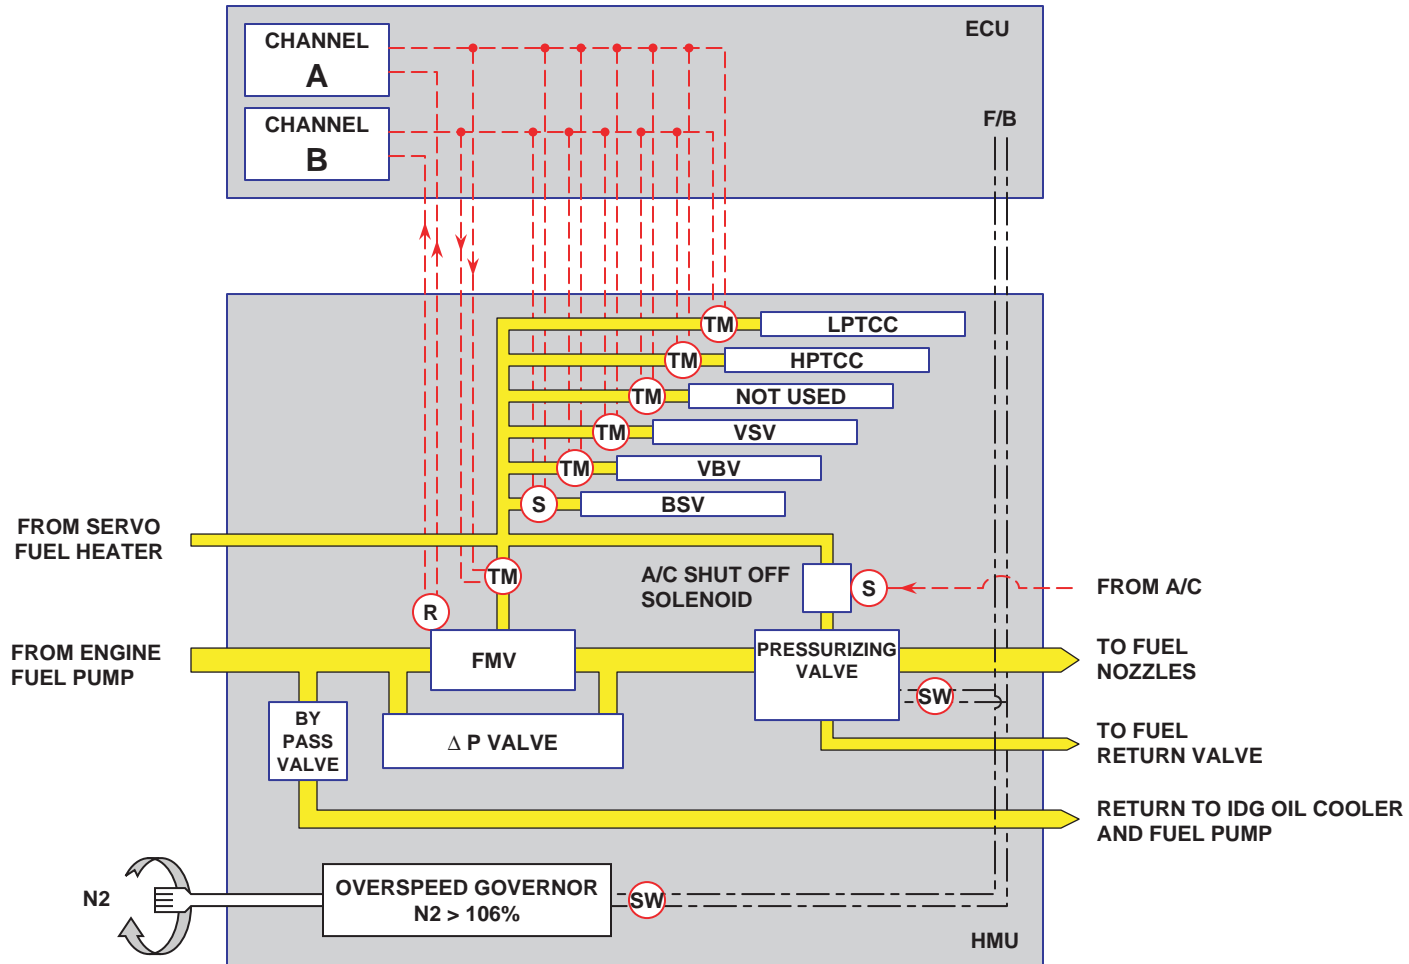 ECU
CHANNEL
A
CHANNEL
B
F/B
TM
LPTCC
TM
HPTCC
TM
NOT USED
TM
VSV
TM
VBV
S
BSV
FROM SERVO
FUEL HEATER
TM
A/C SHUT OFF
SOLENOID
S
FROM A/C
R
FROM ENGINE
FUEL PUMP
FMV
PRESSURIZING
VALVE
TO FUEL
NOZZLES
SW
BY
PASS
VALVE
Δ P VALVE
TO FUEL
RETURN VALVE
RETURN TO IDG OIL COOLER
AND FUEL PUMP
N2
OVERSPEED GOVERNOR
N2 > 106%
SW
HMU